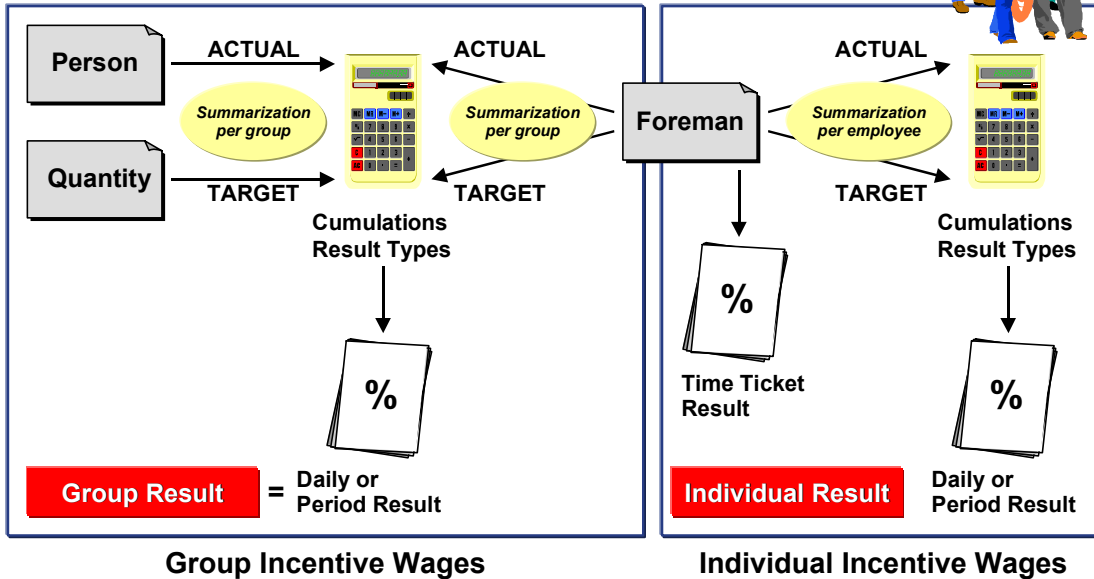 Person
ACTUAL
Summarization
per group
Quantity
TARGET
ACTUAL
Summarization
per group
TARGET
Foreman
Cumulations
Result Types
%
Group Result
=
Daily or
Period Result
Group Incentive Wages
ACTUAL
Summarization
per employee
TARGET
Cumulations
Result Types
%
Time Ticket
Result
%
Individual Result
Daily or
Period Result
Individual Incentive Wages